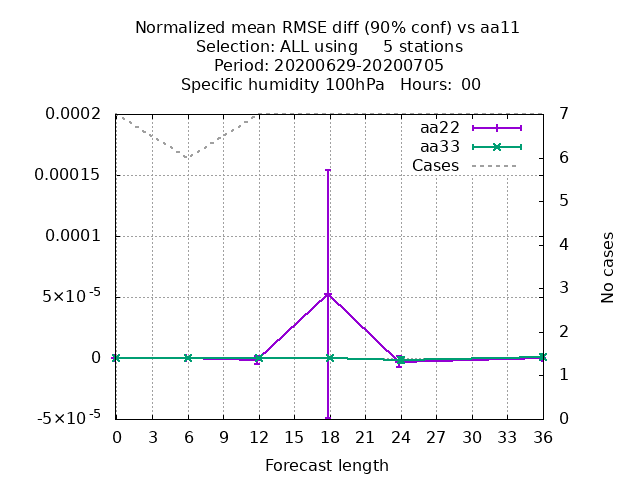 Normalized mean RMSE diff (90% conf) vs aa11
Selection: ALL using     5 stations
Period: 20200629-20200705
Specific humidity 100hPa   Hours:  00
aa22
aa33
Cases
0.0002
0.00015
0.0001
5×10⁻⁵
0
-5×10⁻⁵
7
6
5
4
3
2
1
0
No cases
0 3 6 9 12 15 18 21 24 27 30 33 36
Forecast length